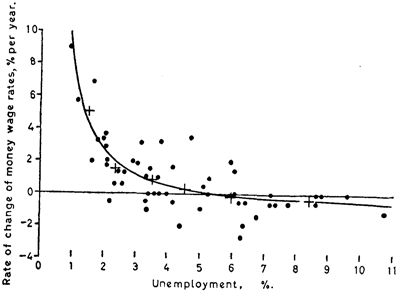 Rate of change of money wage rates, % per year.
10
8
6
4
2
0
−2
−4
0 1 2 3 4 5 6 7 8 9 10 11
Unemployment, %.